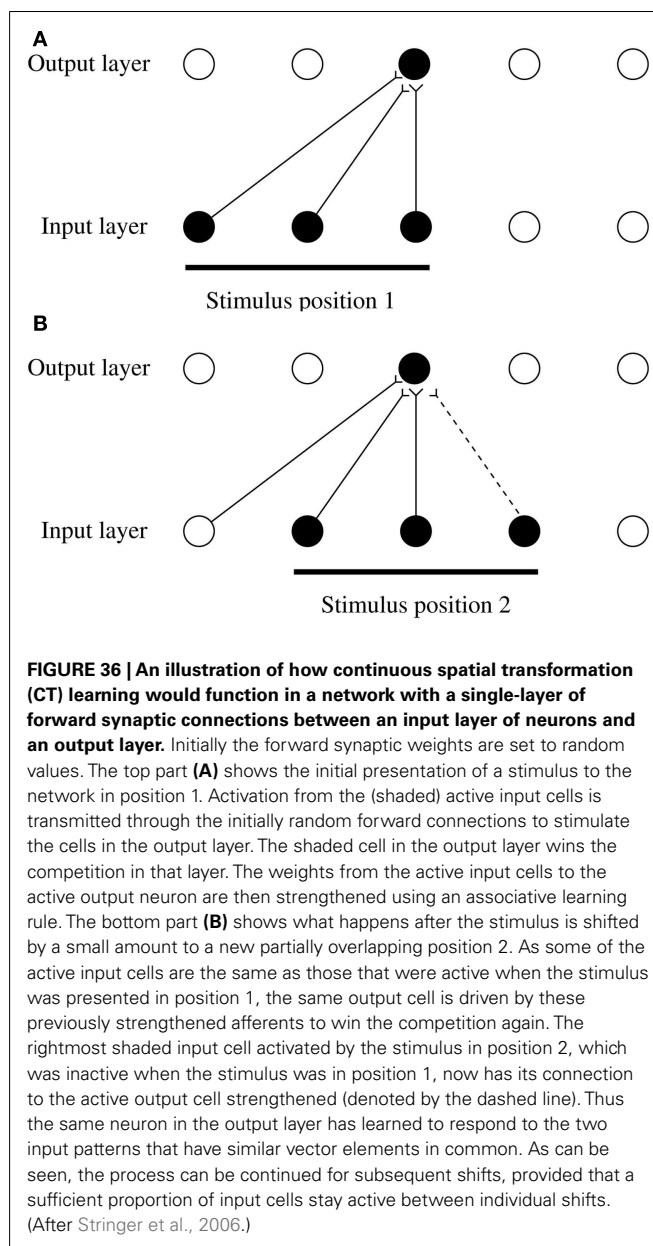 A
Output layer
Input layer
Stimulus position 1
B
Output layer
Input layer
Stimulus position 2
FIGURE 36 | An illustration of how continuous spatial transformation
(CT) learning would function in a network with a single-layer of
forward synaptic connections between an input layer of neurons and
an output layer. Initially the forward synaptic weights are set to random
values. The top part (A) shows the initial presentation of a stimulus to the
network in position 1. Activation from the (shaded) active input cells is
transmitted through the initially random forward connections to stimulate
the cells in the output layer. The shaded cell in the output layer wins the
competition in that layer. The weights from the active input cells to the
active output neuron are then strengthened using an associative learning
rule. The bottom part (B) shows what happens after the stimulus is shifted
by a small amount to a new partially overlapping position 2. As some of the
active input cells are the same as those that were active when the stimulus
was presented in position 1, the same output cell is driven by these
previously strengthened afferents to win the competition again. The
rightmost shaded input cell activated by the stimulus in position 2, which
was inactive when the stimulus was in position 1, now has its connection
to the active output cell strengthened (denoted by the dashed line). Thus
the same neuron in the output layer has learned to respond to the two
input patterns that have similar vector elements in common. As can be
seen, the process can be continued for subsequent shifts, provided that a
sufficient proportion of input cells stay active between individual shifts.
(After Stringer et al., 2006.)